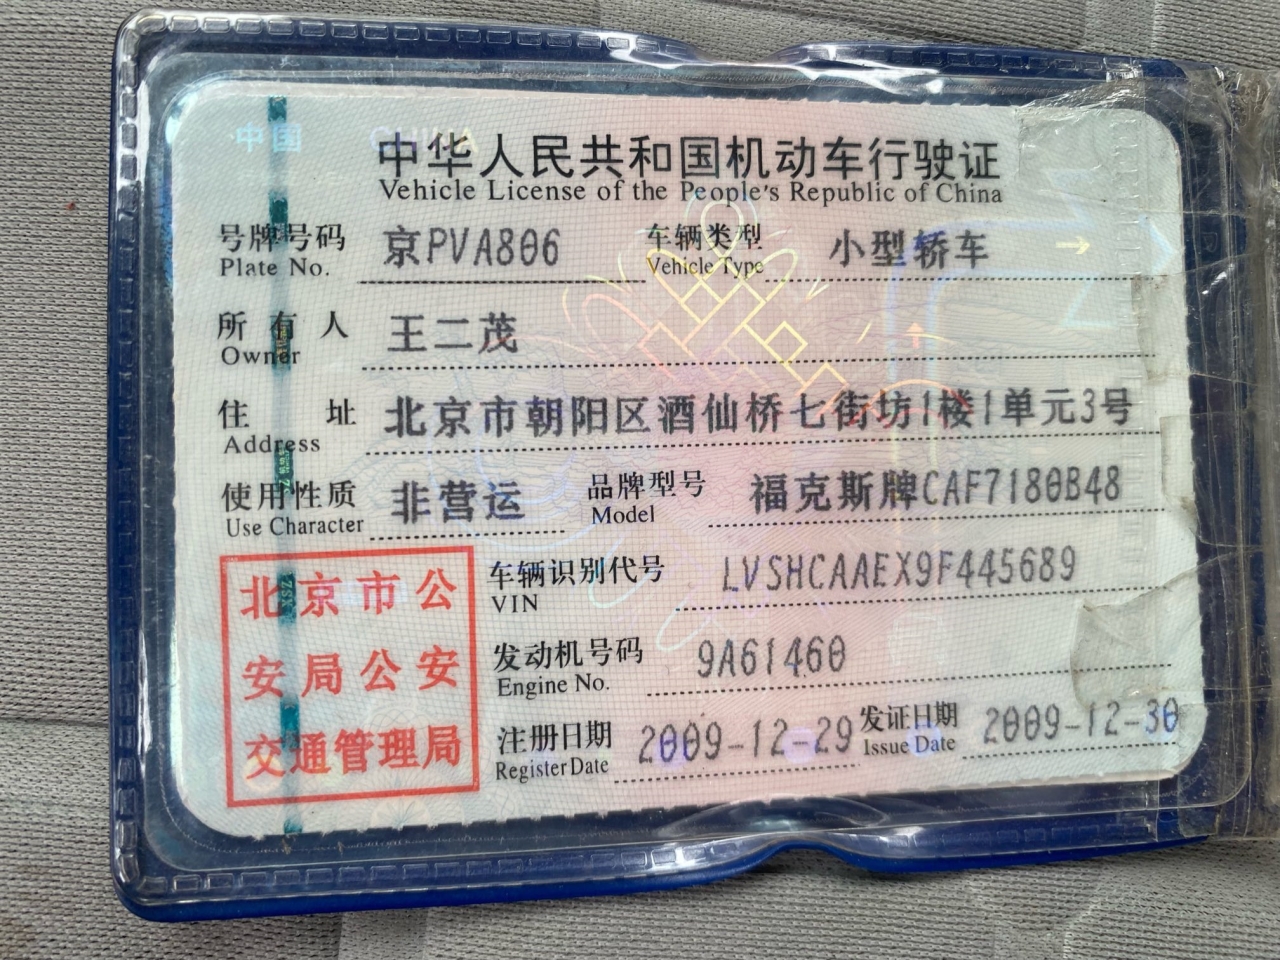 中国 CHINA
中华人民共和国机动车行驶证
Vehicle License of the People's Republic of China
号牌号码 京PVA806 车辆类型 小型轿车
Plate No. Vehicle Type
所有人 王二茂
Owner
住址 北京市朝阳区酒仙桥七街坊1楼1单元3号
Address
使用性质 非营运 品牌型号 福克斯牌CAF7180B48
Use Character Model
车辆识别代号 LVSHCAAEX9F445689
VIN
发动机号码 9A61460
Engine No.
注册日期 2009-12-29 发证日期 2009-12-30
Register Date Issue Date
北京市公
安局公安
交通管理局